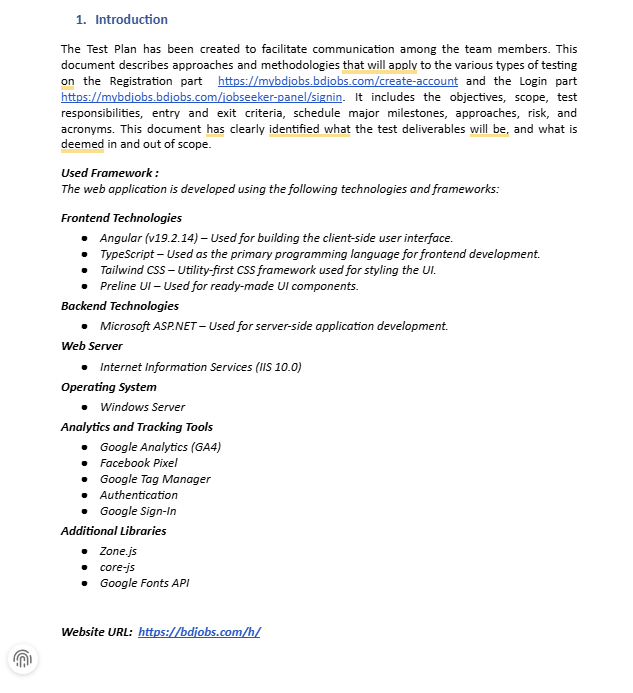 1. Introduction
The Test Plan has been created to facilitate communication among the team members. This
document describes approaches and methodologies that will apply to the various types of testing
on the Registration part https://mybdjobs.bdjobs.com/create-account and the Login part
https://mybdjobs.bdjobs.com/jobseeker-panel/signin. It includes the objectives, scope, test
responsibilities, entry and exit criteria, schedule major milestones, approaches, risk, and
acronyms. This document has clearly identified what the test deliverables will be, and what is
deemed in and out of scope.
Used Framework :
The web application is developed using the following technologies and frameworks:
Frontend Technologies
● Angular (v19.2.14) – Used for building the client-side user interface.
● TypeScript – Used as the primary programming language for frontend development.
● Tailwind CSS – Utility-first CSS framework used for styling the UI.
● Preline UI – Used for ready-made UI components.
Backend Technologies
● Microsoft ASP.NET – Used for server-side application development.
Web Server
● Internet Information Services (IIS 10.0)
Operating System
● Windows Server
Analytics and Tracking Tools
● Google Analytics (GA4)
● Facebook Pixel
● Google Tag Manager
● Authentication
● Google Sign-In
Additional Libraries
● Zone.js
● core-js
● Google Fonts API
Website URL: https://bdjobs.com/h/